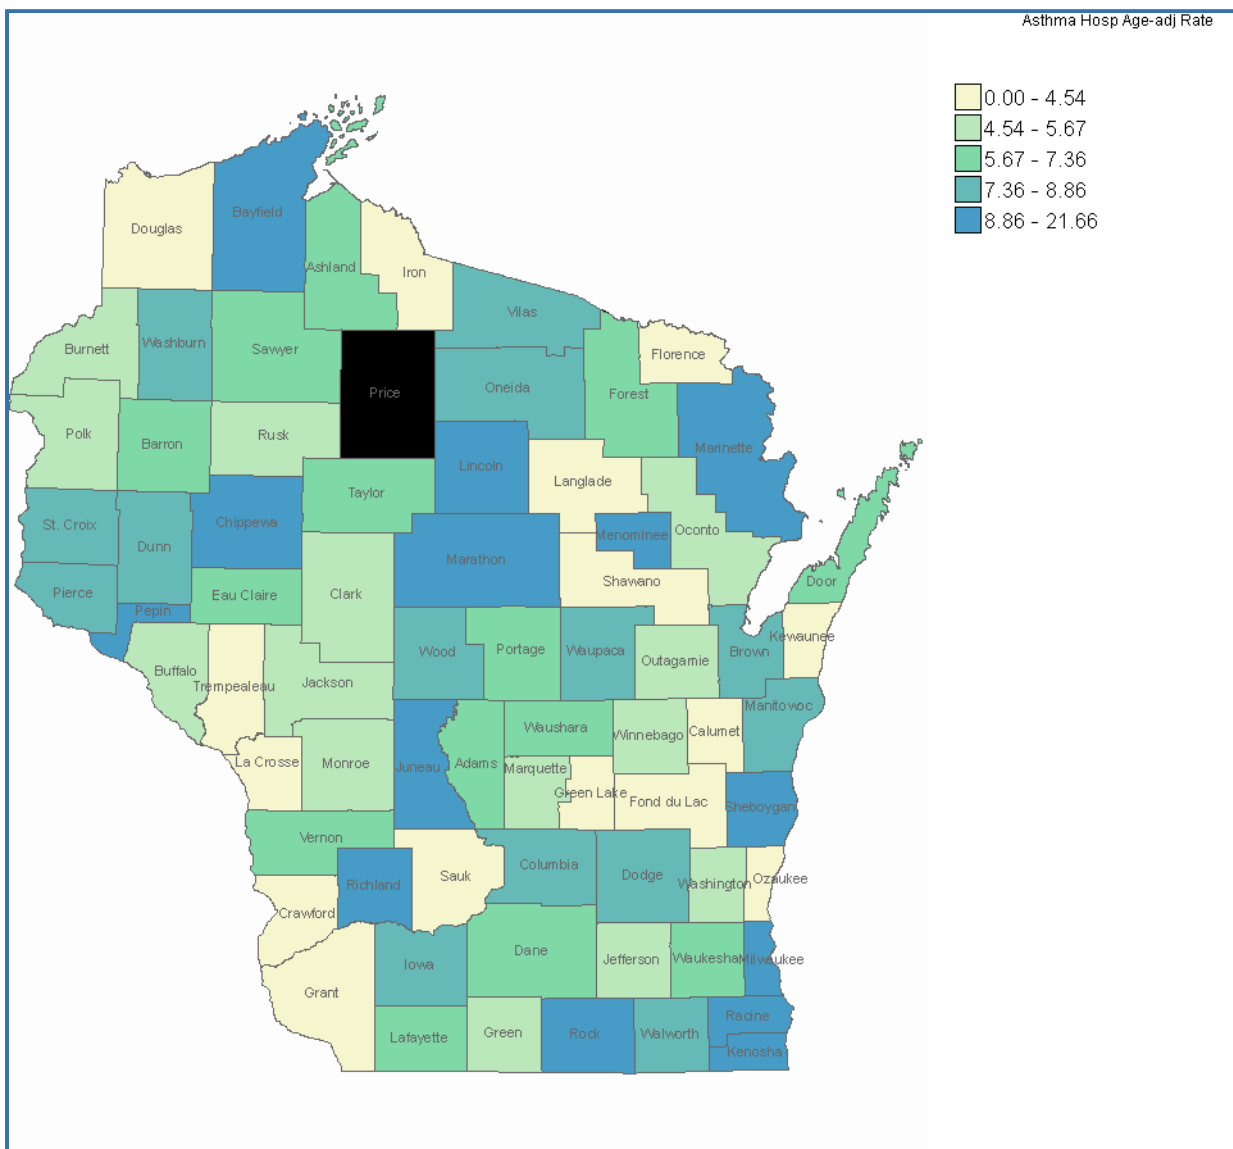 Asthma Hosp Age-adj Rate
0.00 - 4.54
4.54 - 5.67
5.67 - 7.36
7.36 - 8.86
8.86 - 21.66
Douglas
Bayfield
Ashland
Iron
Vilas
Burnett
Washburn
Sawyer
Price
Oneida
Florence
Forest
Polk
Barron
Rusk
Lincoln
Marinette
Taylor
Langlade
St. Croix
Dunn
Chippewa
Marathon
Menominee
Oconto
Pierce
Pepin
Eau Claire
Clark
Shawano
Door
Buffalo
Trempealeau
Jackson
Wood
Portage
Waupaca
Outagamie
Brown
Kewaunee
La Crosse
Monroe
Juneau
Adams
Waushara
Marquette
Green Lake
Winnebago
Calumet
Manitowoc
Fond du Lac
Sheboygan
Vernon
Richland
Sauk
Columbia
Dodge
Washington
Ozaukee
Crawford
Grant
Iowa
Dane
Jefferson
Waukesha
Milwaukee
Lafayette
Green
Rock
Walworth
Racine
Kenosha